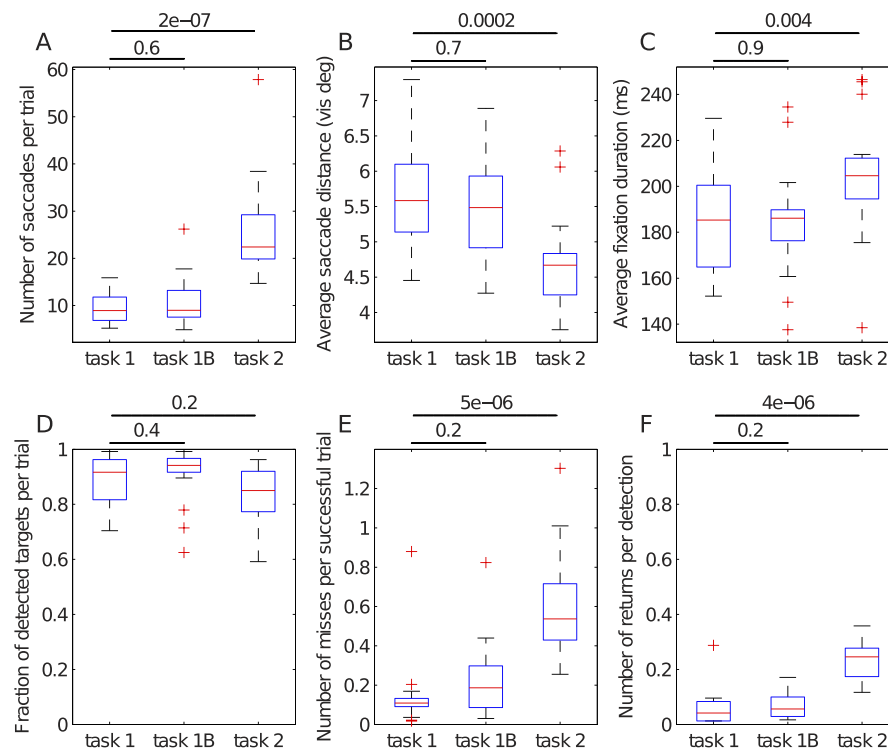 2e−07
0.6
A
Number of saccades per trial
60
50
40
30
20
10
task 1 task 1B task 2
0.0002
0.7
B
Average saccade distance (vis deg)
7
6.5
6
5.5
5
4.5
4
task 1 task 1B task 2
0.004
0.9
C
Average fixation duration (ms)
240
220
200
180
160
140
task 1 task 1B task 2
0.2
0.4
D
Fraction of detected targets per trial
1
0.8
0.6
0.4
0.2
0
task 1 task 1B task 2
5e−06
0.2
E
Number of misses per successful trial
1.2
1
0.8
0.6
0.4
0.2
0
task 1 task 1B task 2
4e−06
0.2
F
Number of returns per detection
1
0.8
0.6
0.4
0.2
0
task 1 task 1B task 2